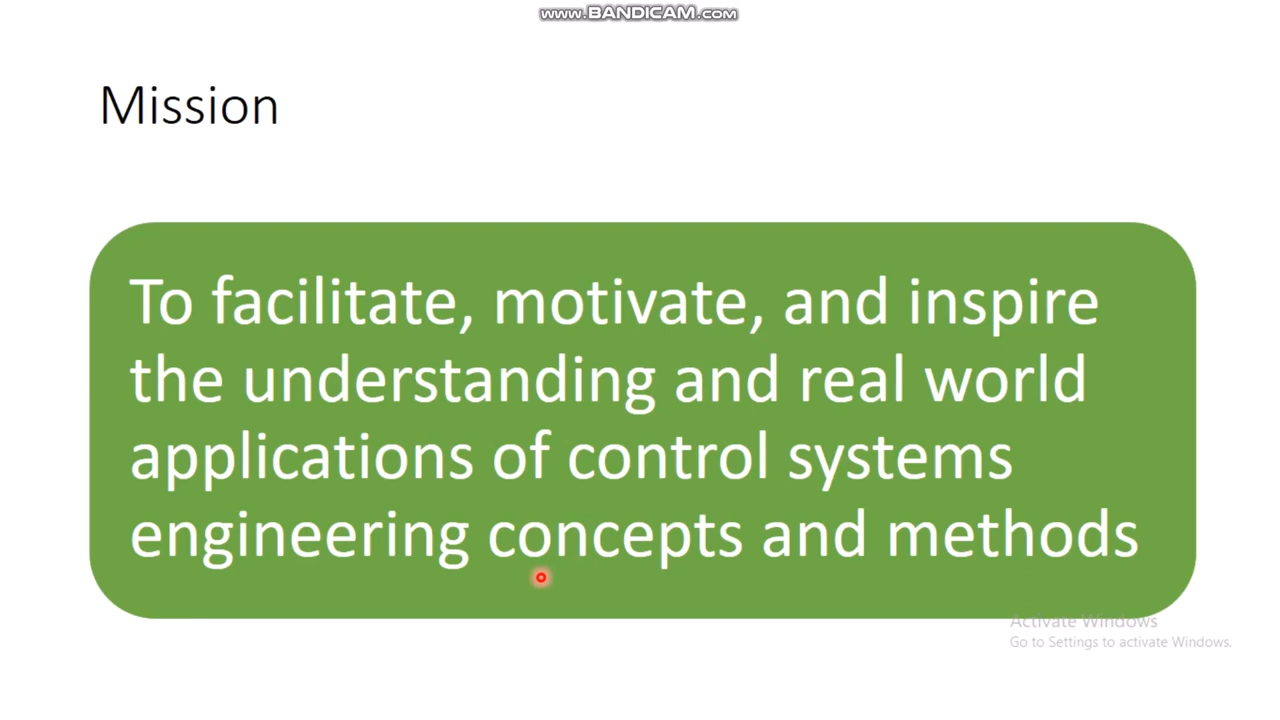 www.BANDICAM.com
Mission
To facilitate, motivate, and inspire
the understanding and real world
applications of control systems
engineering concepts and methods
Activate Windows
Go to Settings to activate Windows.